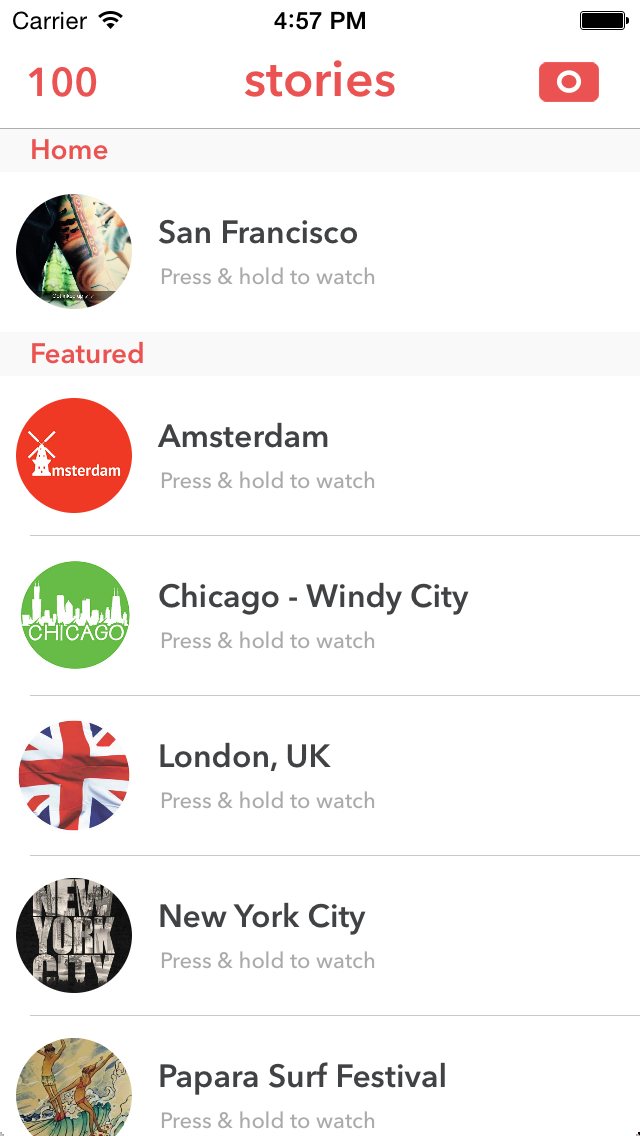 Carrier 4:57 PM
100 stories
Home
San Francisco
Press & hold to watch
Featured
msterdam
Amsterdam
Press & hold to watch
CHICAGO
Chicago - Windy City
Press & hold to watch
London, UK
Press & hold to watch
NEW
YORK
CITY
New York City
Press & hold to watch
Papara Surf Festival
Press & hold to watch